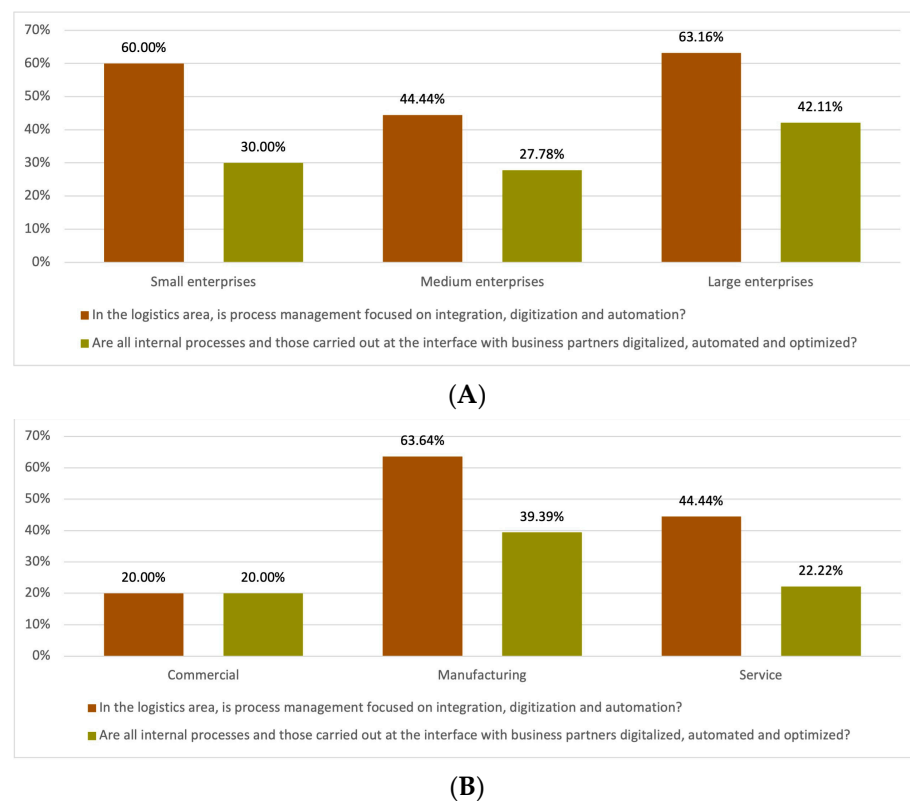 70%
60.00%
63.16%
60%
50%
44.44%
42.11%
40%
30.00%
27.78%
30%
20%
10%
0%
Small enterprises Medium enterprises Large enterprises
In the logistics area, is process management focused on integration, digitization and automation?
Are all internal processes and those carried out at the interface with business partners digitalized, automated and optimized?
(A)
70%
63.64%
60%
50%
44.44%
39.39%
40%
30%
20.00% 20.00% 22.22%
20%
10%
0%
Commercial Manufacturing Service
In the logistics area, is process management focused on integration, digitization and automation?
Are all internal processes and those carried out at the interface with business partners digitalized, automated and optimized?
(B)